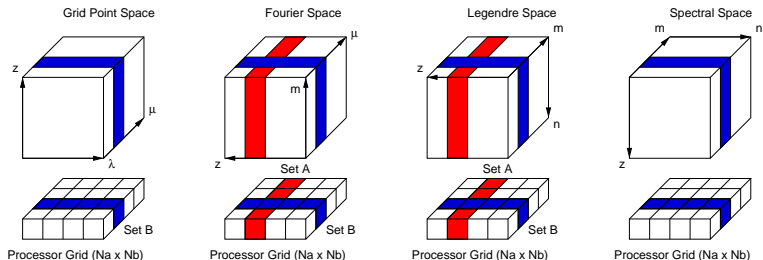 Grid Point Space
Fourier Space
Legendre Space
Spectral Space
z
μ
λ
μ
m
z
m
z
n
m
n
z
Set A
Set A
Set B
Set B
Set B
Processor Grid (Na x Nb)
Processor Grid (Na x Nb)
Processor Grid (Na x Nb)
Processor Grid (Na x Nb)